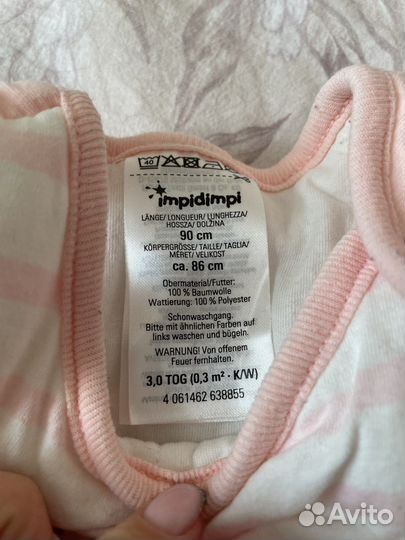 40
impidimpi
LÄNGE/ LONGUEUR/ LUNGHEZZA/
HOSSZA/ DOLŽINA
90 cm
KÖRPERGRÖSSE/ TAILLE/ TAGLIA/
MÉRET/ VELIKOST
ca. 86 cm
Obermaterial/Futter:
100 % Baumwolle
Wattierung: 100 % Polyester
Schonwaschgang.
Bitte mit ähnlichen Farben auf
links waschen und bügeln.
WARNUNG! Von offenem
Feuer fernhalten.
3,0 TOG (0,3 m² · K/W)
4 061462 638855
Avito